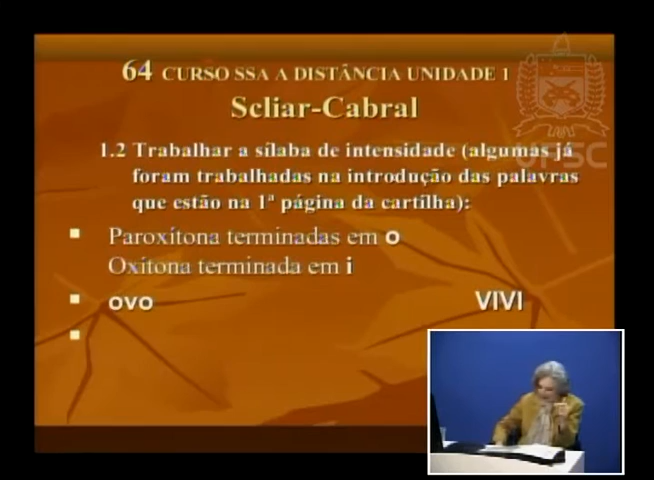 64 CURSO SSA A DISTÂNCIA UNIDADE 1
Scliar-Cabral
1.2 Trabalhar a sílaba de intensidade (algumas já
foram trabalhadas na introdução das palavras
que estão na 1ª página da cartilha):
Paroxítona terminadas em o
Oxítona terminada em i
ovo VIVI
UFSC